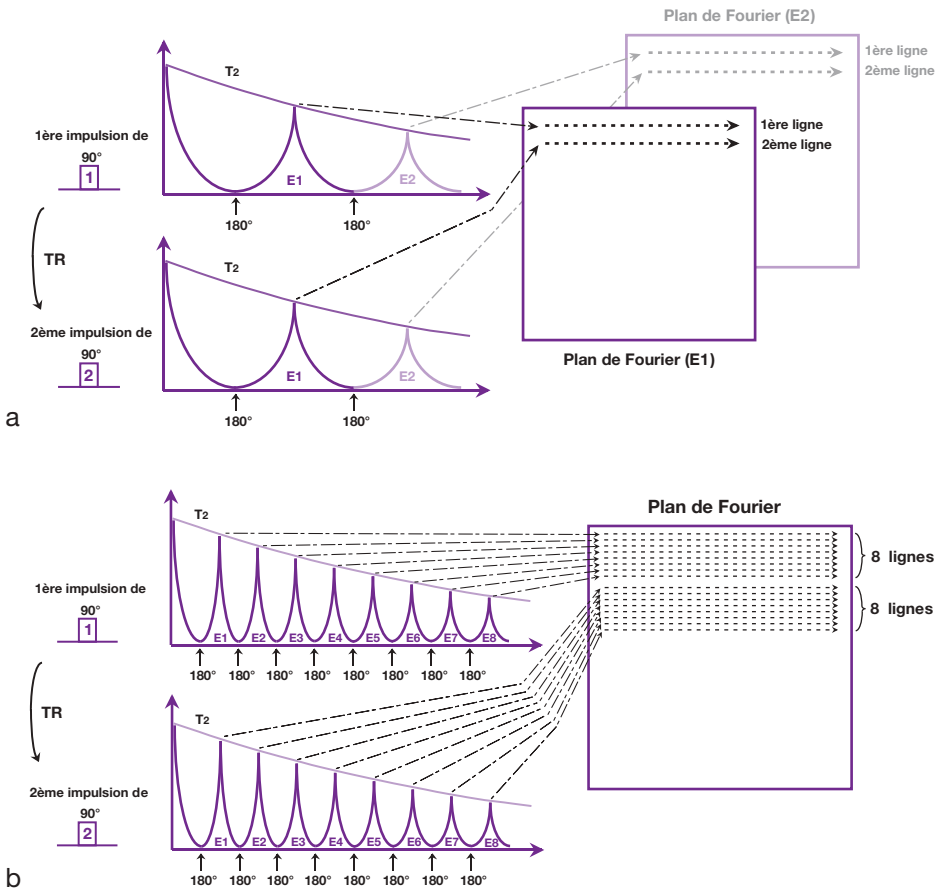 Plan de Fourier (E2)
1ère ligne
2ème ligne
T2
1ère impulsion de
90°
1
E1
E2
180°
180°
1ère ligne
2ème ligne
TR
T2
2ème impulsion de
90°
2
E1
E2
180°
180°
Plan de Fourier (E1)
a
Plan de Fourier
T2
8 lignes
8 lignes
1ère impulsion de
90°
1
E1 E2 E3 E4 E5 E6 E7 E8
180° 180° 180° 180° 180° 180° 180° 180°
TR
T2
2ème impulsion de
90°
2
E1 E2 E3 E4 E5 E6 E7 E8
180° 180° 180° 180° 180° 180° 180° 180°
b